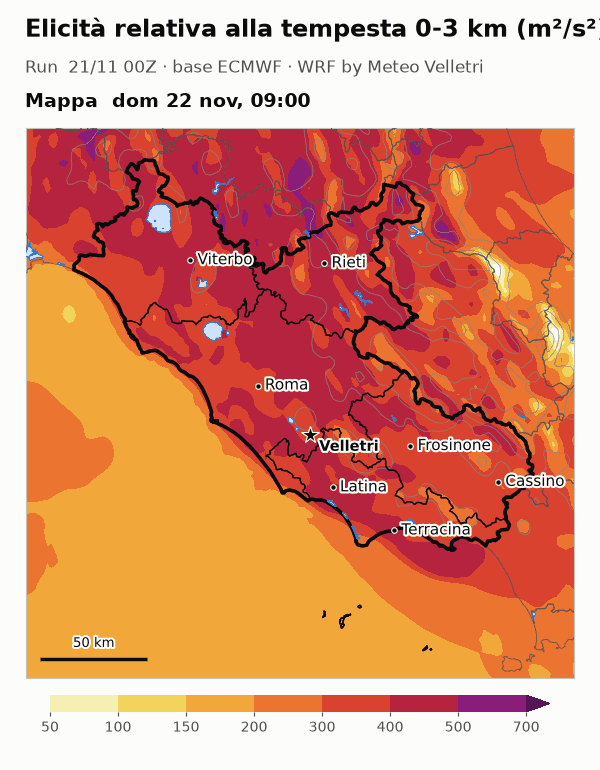 Elicità relativa alla tempesta 0-3 km (m²/s²)
Run 21/11 00Z · base ECMWF · WRF by Meteo Velletri
Mappa dom 22 nov, 09:00
Viterbo
Rieti
Roma
Velletri
Frosinone
Cassino
Latina
Terracina
50 km
50 100 150 200 300 400 500 700